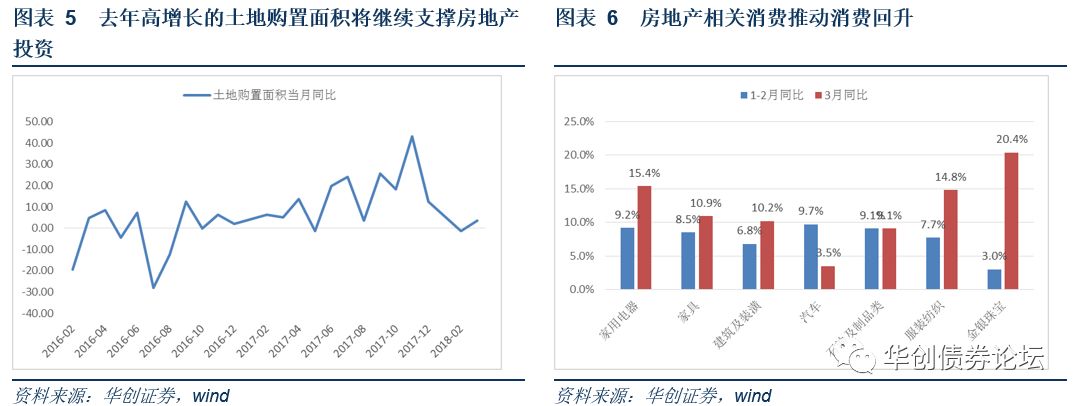 图表 5 去年高增长的土地购置面积将继续支撑房地产
投资
土地购置面积当月同比
50.00
40.00
30.00
20.00
10.00
0.00
-10.00
-20.00
-30.00
-40.00
2016-02
2016-04
2016-06
2016-08
2016-10
2016-12
2017-02
2017-04
2017-06
2017-08
2017-10
2017-12
2018-02
资料来源：华创证券，wind
图表 6 房地产相关消费推动消费回升
1-2月同比 3月同比
25.0%
20.0%
15.0%
10.0%
5.0%
0.0%
9.2% 15.4%
8.5% 10.9%
6.8% 10.2%
9.7% 3.5%
9.1% 9.1%
7.7% 14.8%
3.0% 20.4%
家用电器
家具
建筑及装潢
汽车
及制品类
服装纺织
金银珠宝
华创债券论坛
资料来源：华创证券，wind